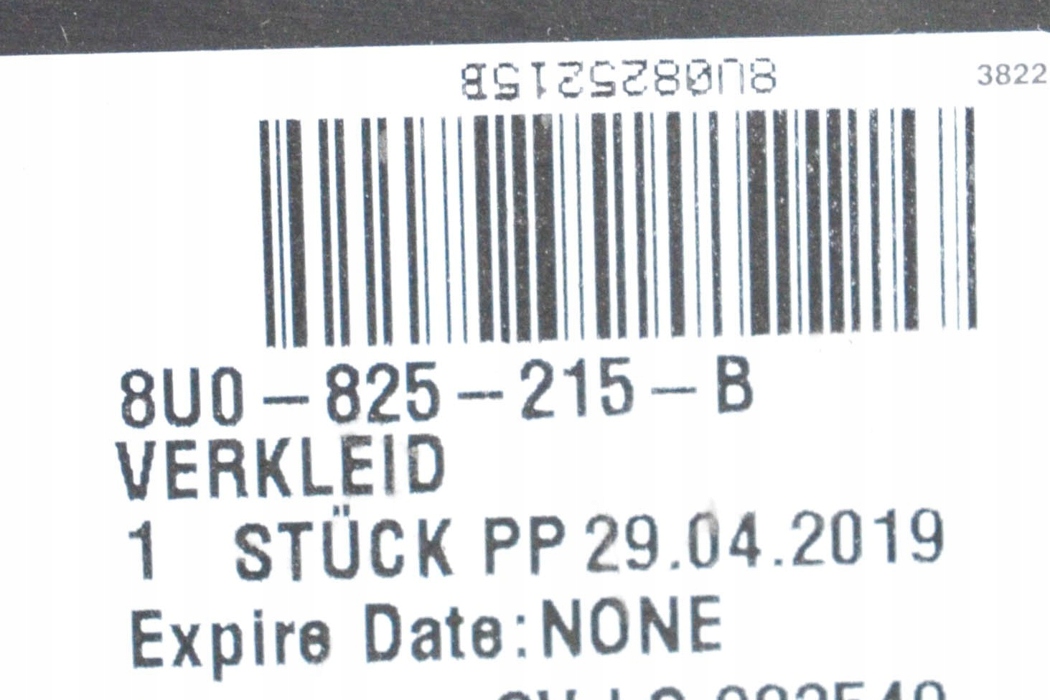 8U0825215B
3822
8U0-825-215-B
VERKLEID
1 STÜCK PP 29.04.2019
Expire Date:NONE